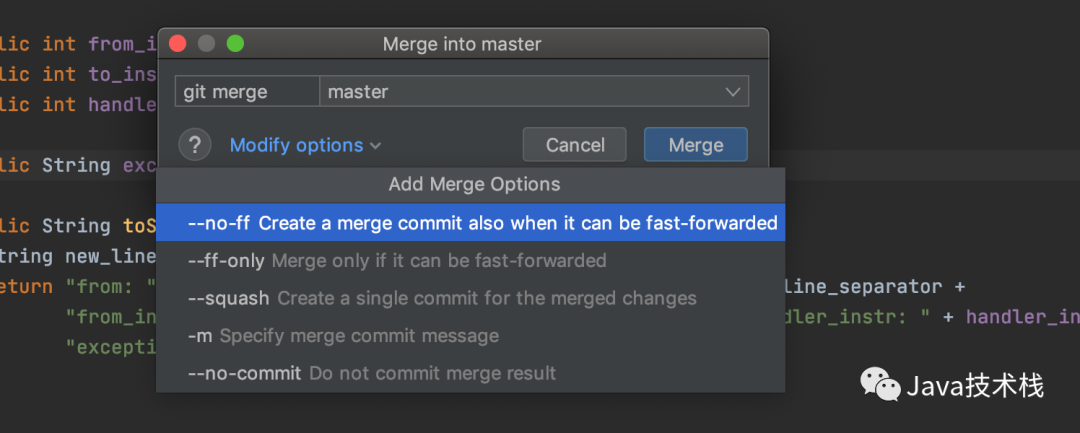 lic int from_i
Merge into master
lic int to_ins
git merge master
lic int handle
? Modify options Cancel Merge
lic String exc
Add Merge Options
lic String toS
--no-ff Create a merge commit also when it can be fast-forwarded
tring new_line
--ff-only Merge only if it can be fast-forwarded
eturn "from: "
line_separator +
--squash Create a single commit for the merged changes
"from_in
dler_instr: " + handler_in
-m Specify merge commit message
"excepti
--no-commit Do not commit merge result
Java技术栈